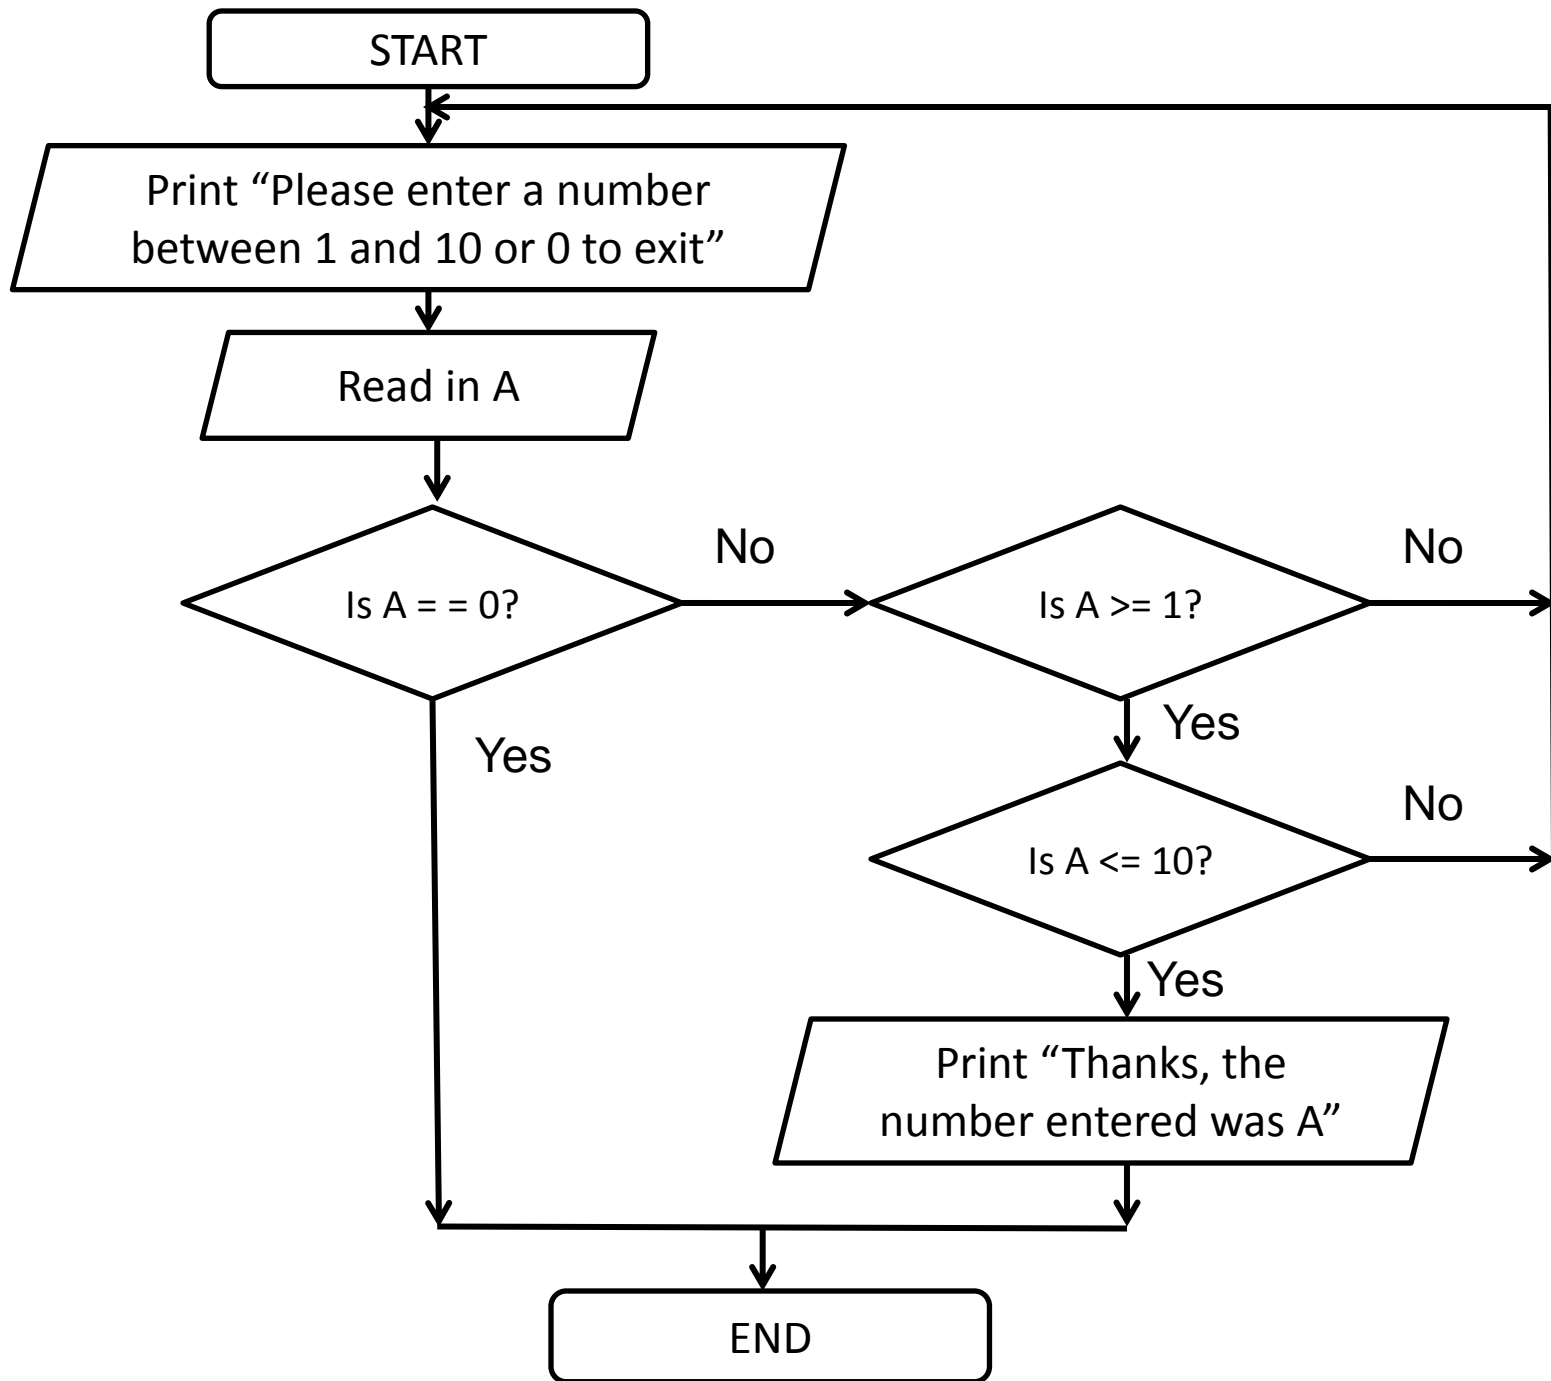 START
Print “Please enter a number
between 1 and 10 or 0 to exit”
Read in A
Is A = = 0?
No
Is A >= 1?
No
Yes
Yes
Is A <= 10?
No
Yes
Print “Thanks, the
number entered was A”
END